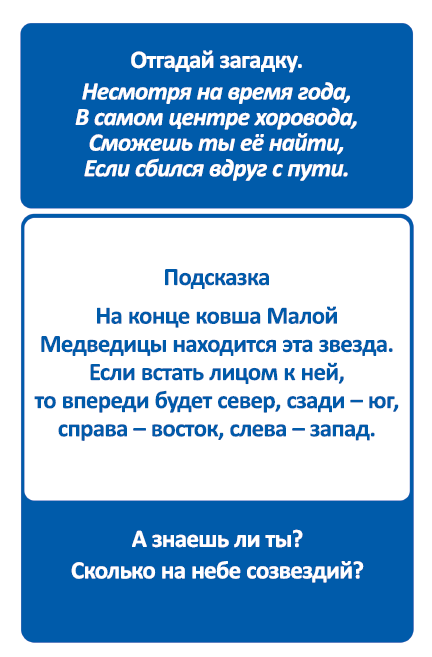 Отгадай загадку.
Несмотря на время года,
В самом центре хоровода,
Сможешь ты её найти,
Если сбился вдруг с пути.
Подсказка
На конце ковша Малой
Медведицы находится эта звезда.
Если встать лицом к ней,
то впереди будет север, сзади – юг,
справа – восток, слева – запад.
А знаешь ли ты?
Сколько на небе созвездий?